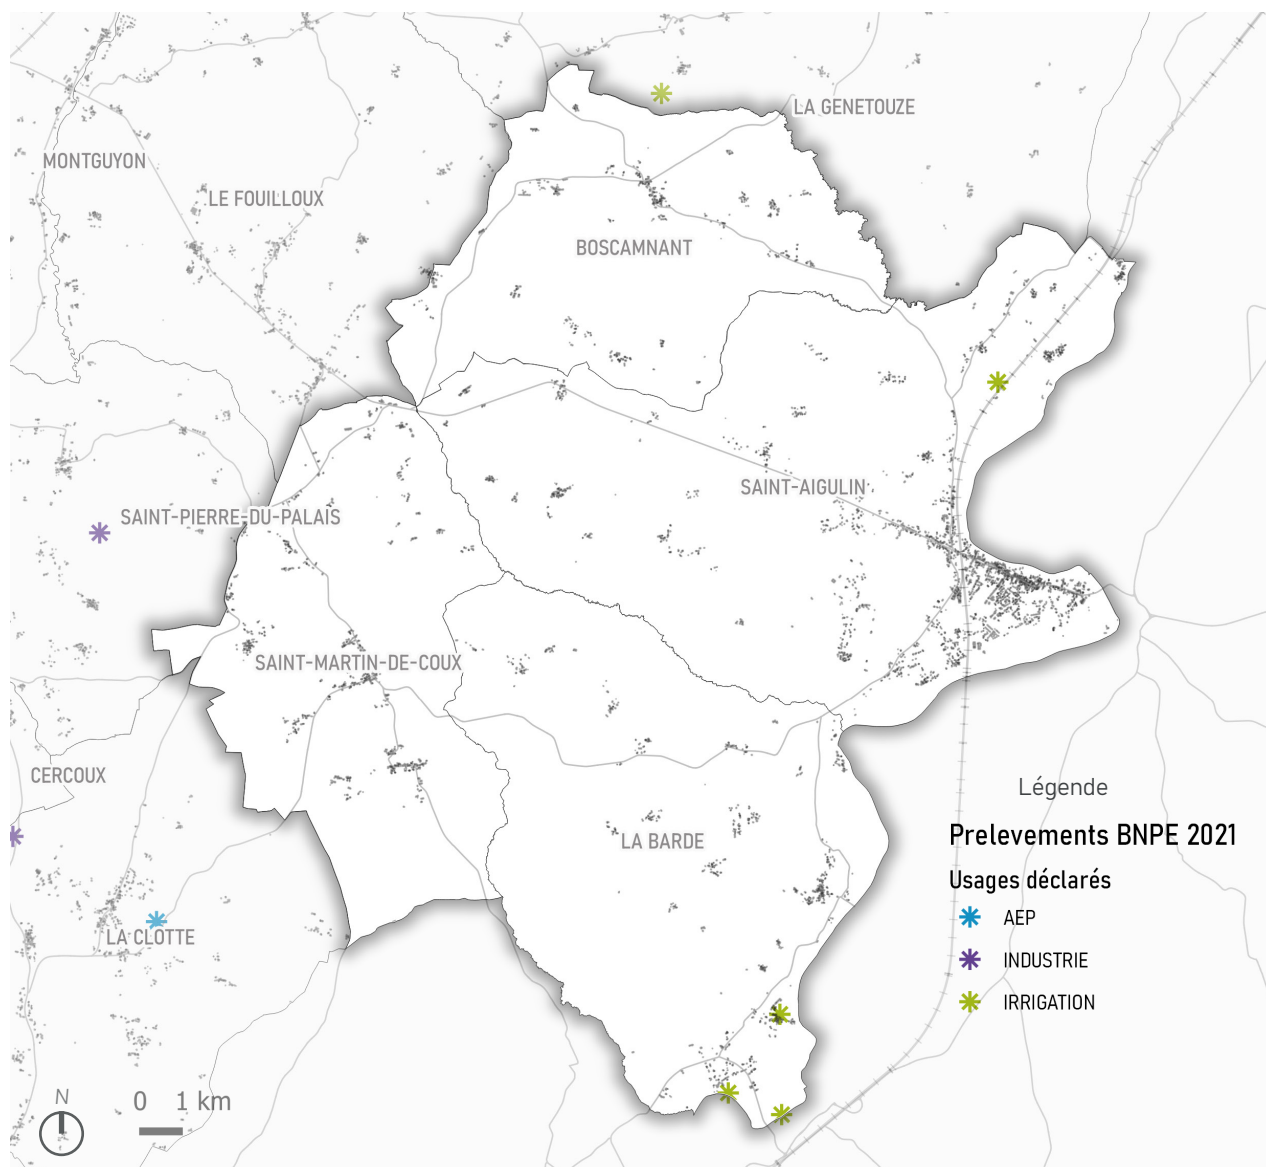 LA GENETOUZE
MONTGUYON
LE FOUILLOUX
BOSCAMNANT
SAINT-AIGULIN
SAINT-PIERRE-DU-PALAIS
SAINT-MARTIN-DE-COUX
CERCOUX
LA BARDE
LA CLOTTE
Légende
Prelevements BNPE 2021
Usages déclarés
AEP
INDUSTRIE
IRRIGATION
N
0 1 km